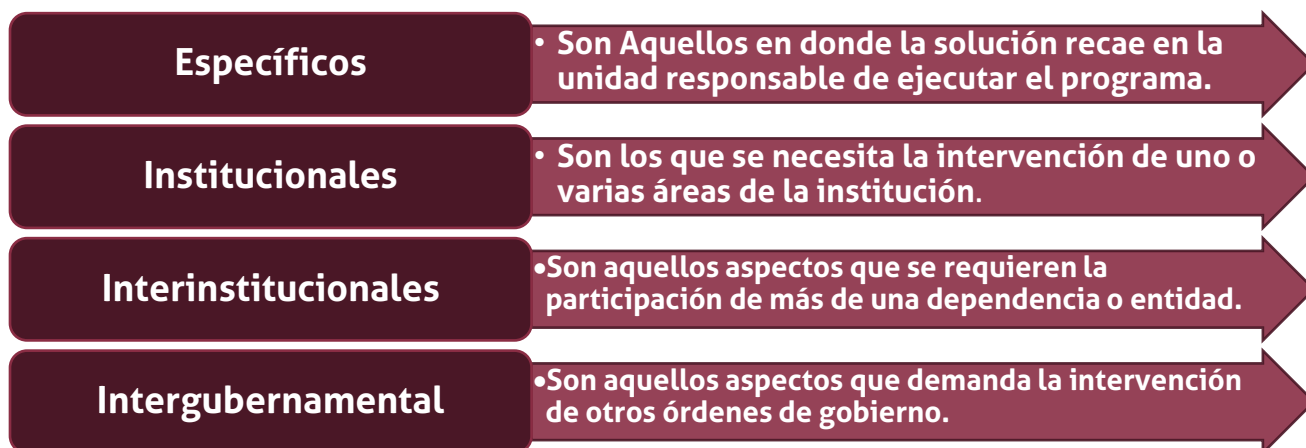 Específicos
• Son Aquellos en donde la solución recae en la
unidad responsable de ejecutar el programa.
Institucionales
• Son los que se necesita la intervención de uno o
varias áreas de la institución.
Interinstitucionales
•Son aquellos aspectos que se requieren la
participación de más de una dependencia o entidad.
Intergubernamental
•Son aquellos aspectos que demanda la intervención
de otros órdenes de gobierno.